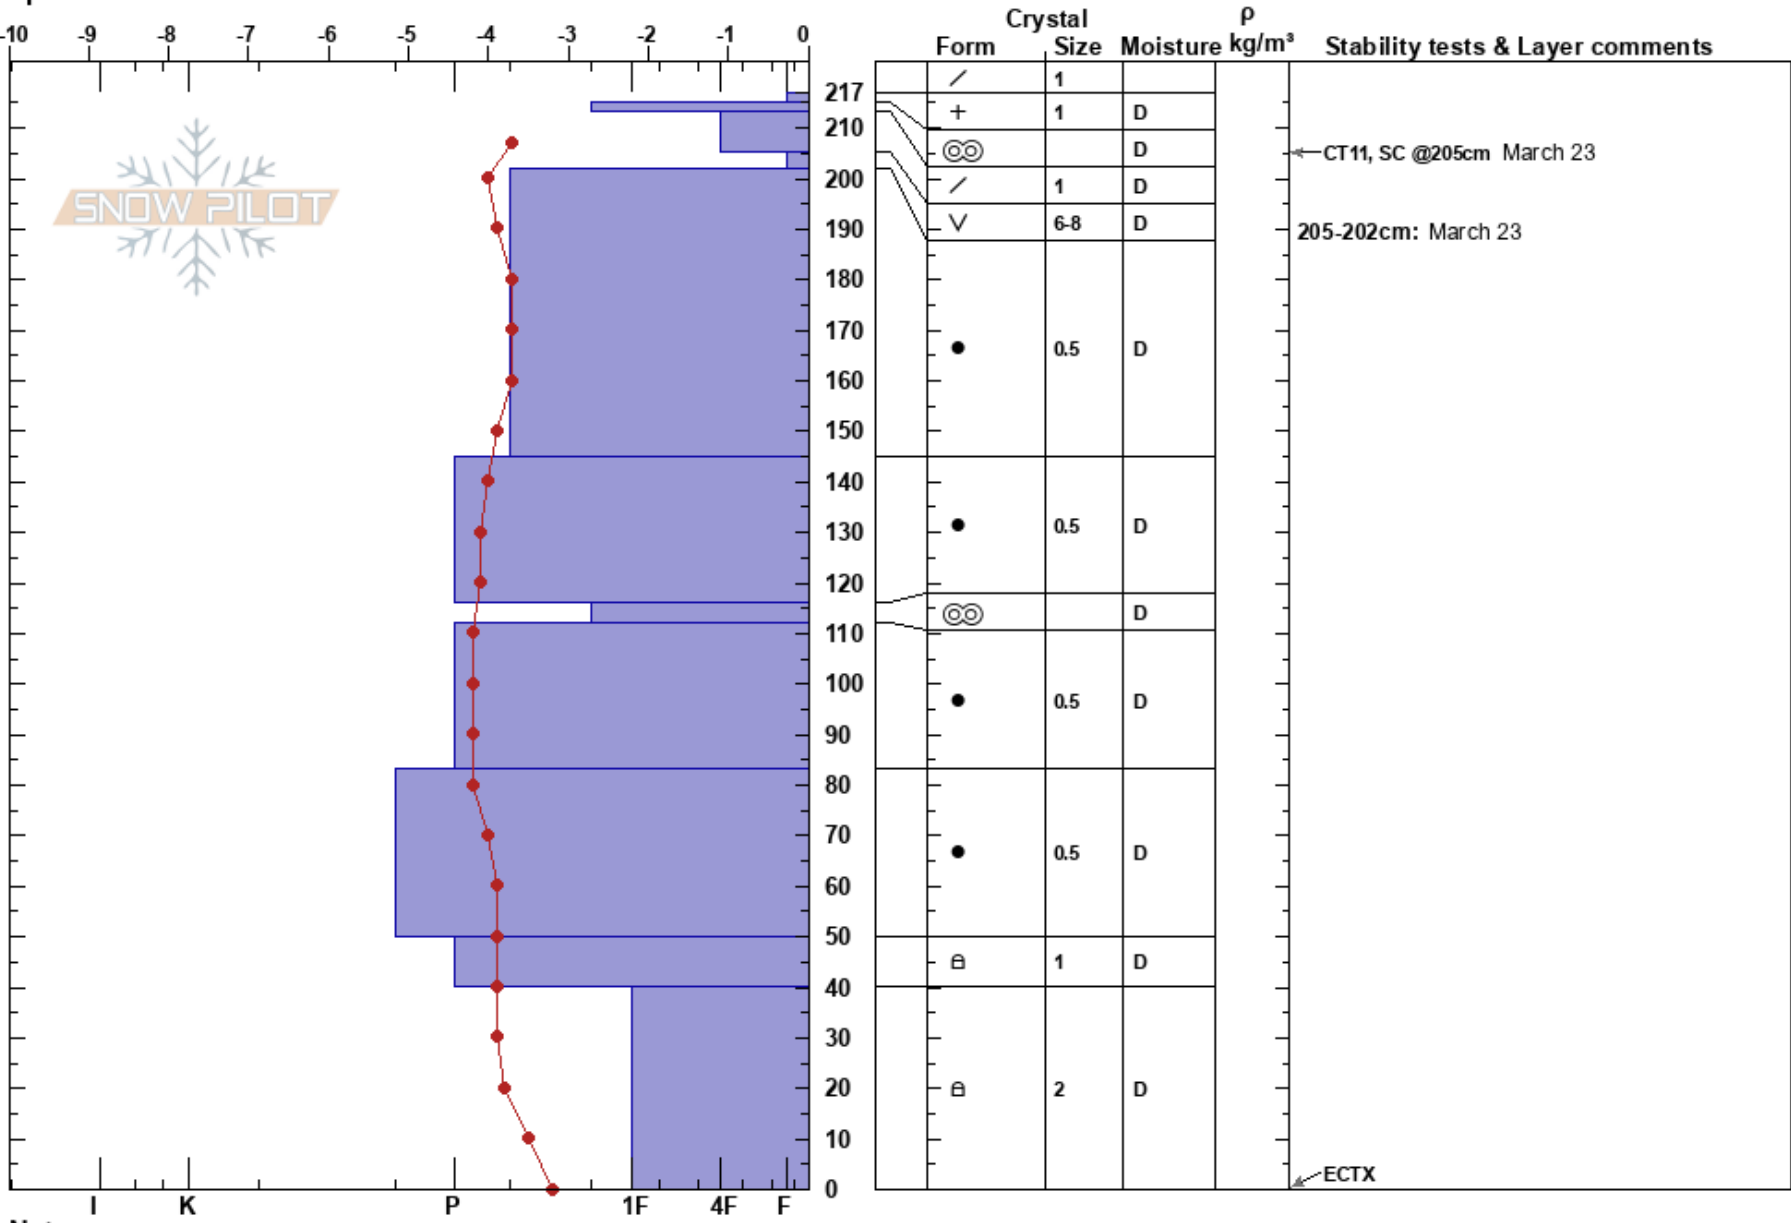 Crystal ρ
-10 -9 -8 -7 -6 -5 -4 -3 -2 -1 0
Form Size Moisture kg/m³ Stability tests & Layer comments
/ 1
217
+ 1 D
210
D
CT11, SC @205cm March 23
SNOW PILOT
200
/ 1 D
190
V 6-8 D
205-202cm: March 23
180
170
● 0.5 D
160
150
140
130
● 0.5 D
120
110
D
100
● 0.5 D
90
80
70
● 0.5 D
60
50
1 D
40
30
20
2 D
10
0
ECTX
I K P 1F 4F F